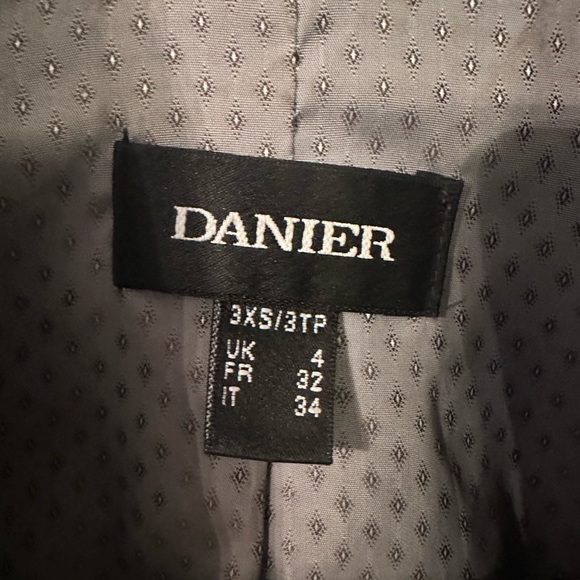 DANIER
3XS/3TP
UK 4
FR 32
IT 34